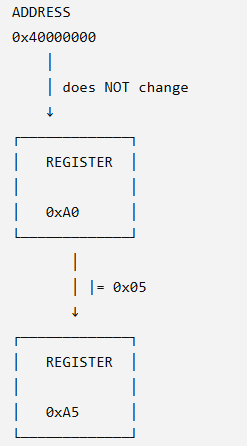 ADDRESS
0x40000000
does NOT change
REGISTER
0xA0
|= 0x05
REGISTER
0xA5